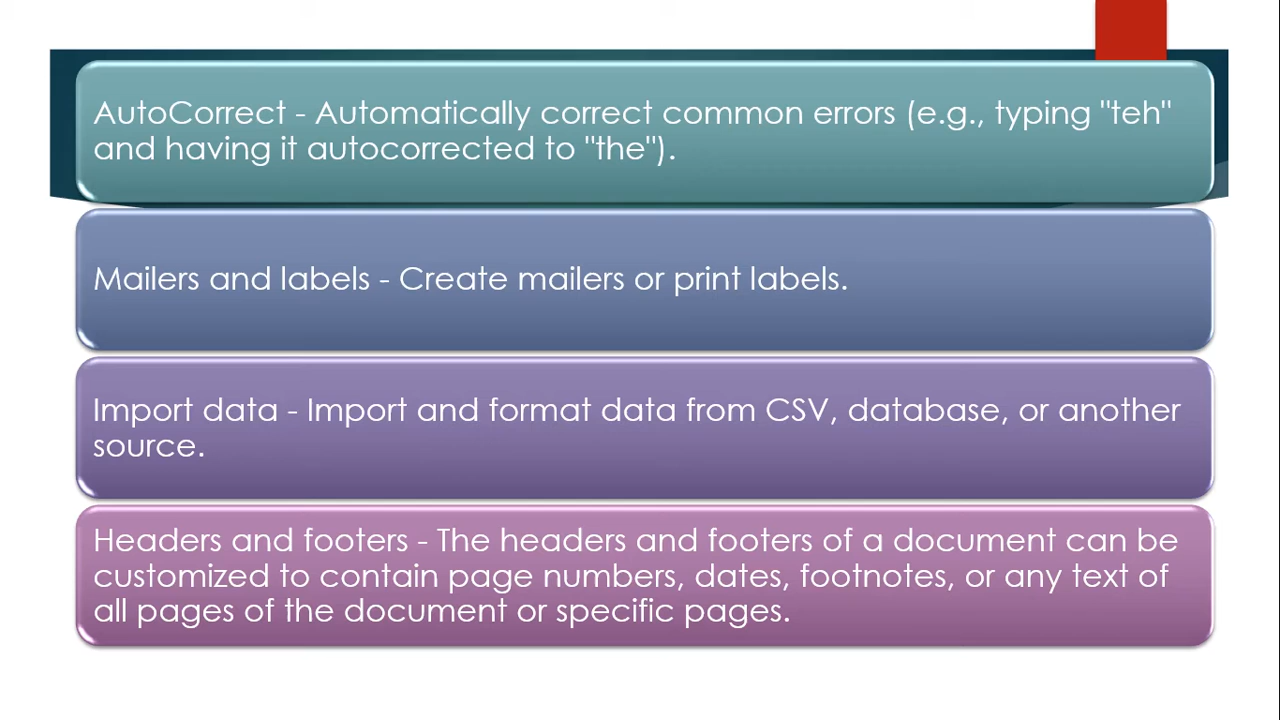 AutoCorrect - Automatically correct common errors (e.g., typing "teh"
and having it autocorrected to "the").
Mailers and labels - Create mailers or print labels.
Import data - Import and format data from CSV, database, or another
source.
Headers and footers - The headers and footers of a document can be
customized to contain page numbers, dates, footnotes, or any text of
all pages of the document or specific pages.